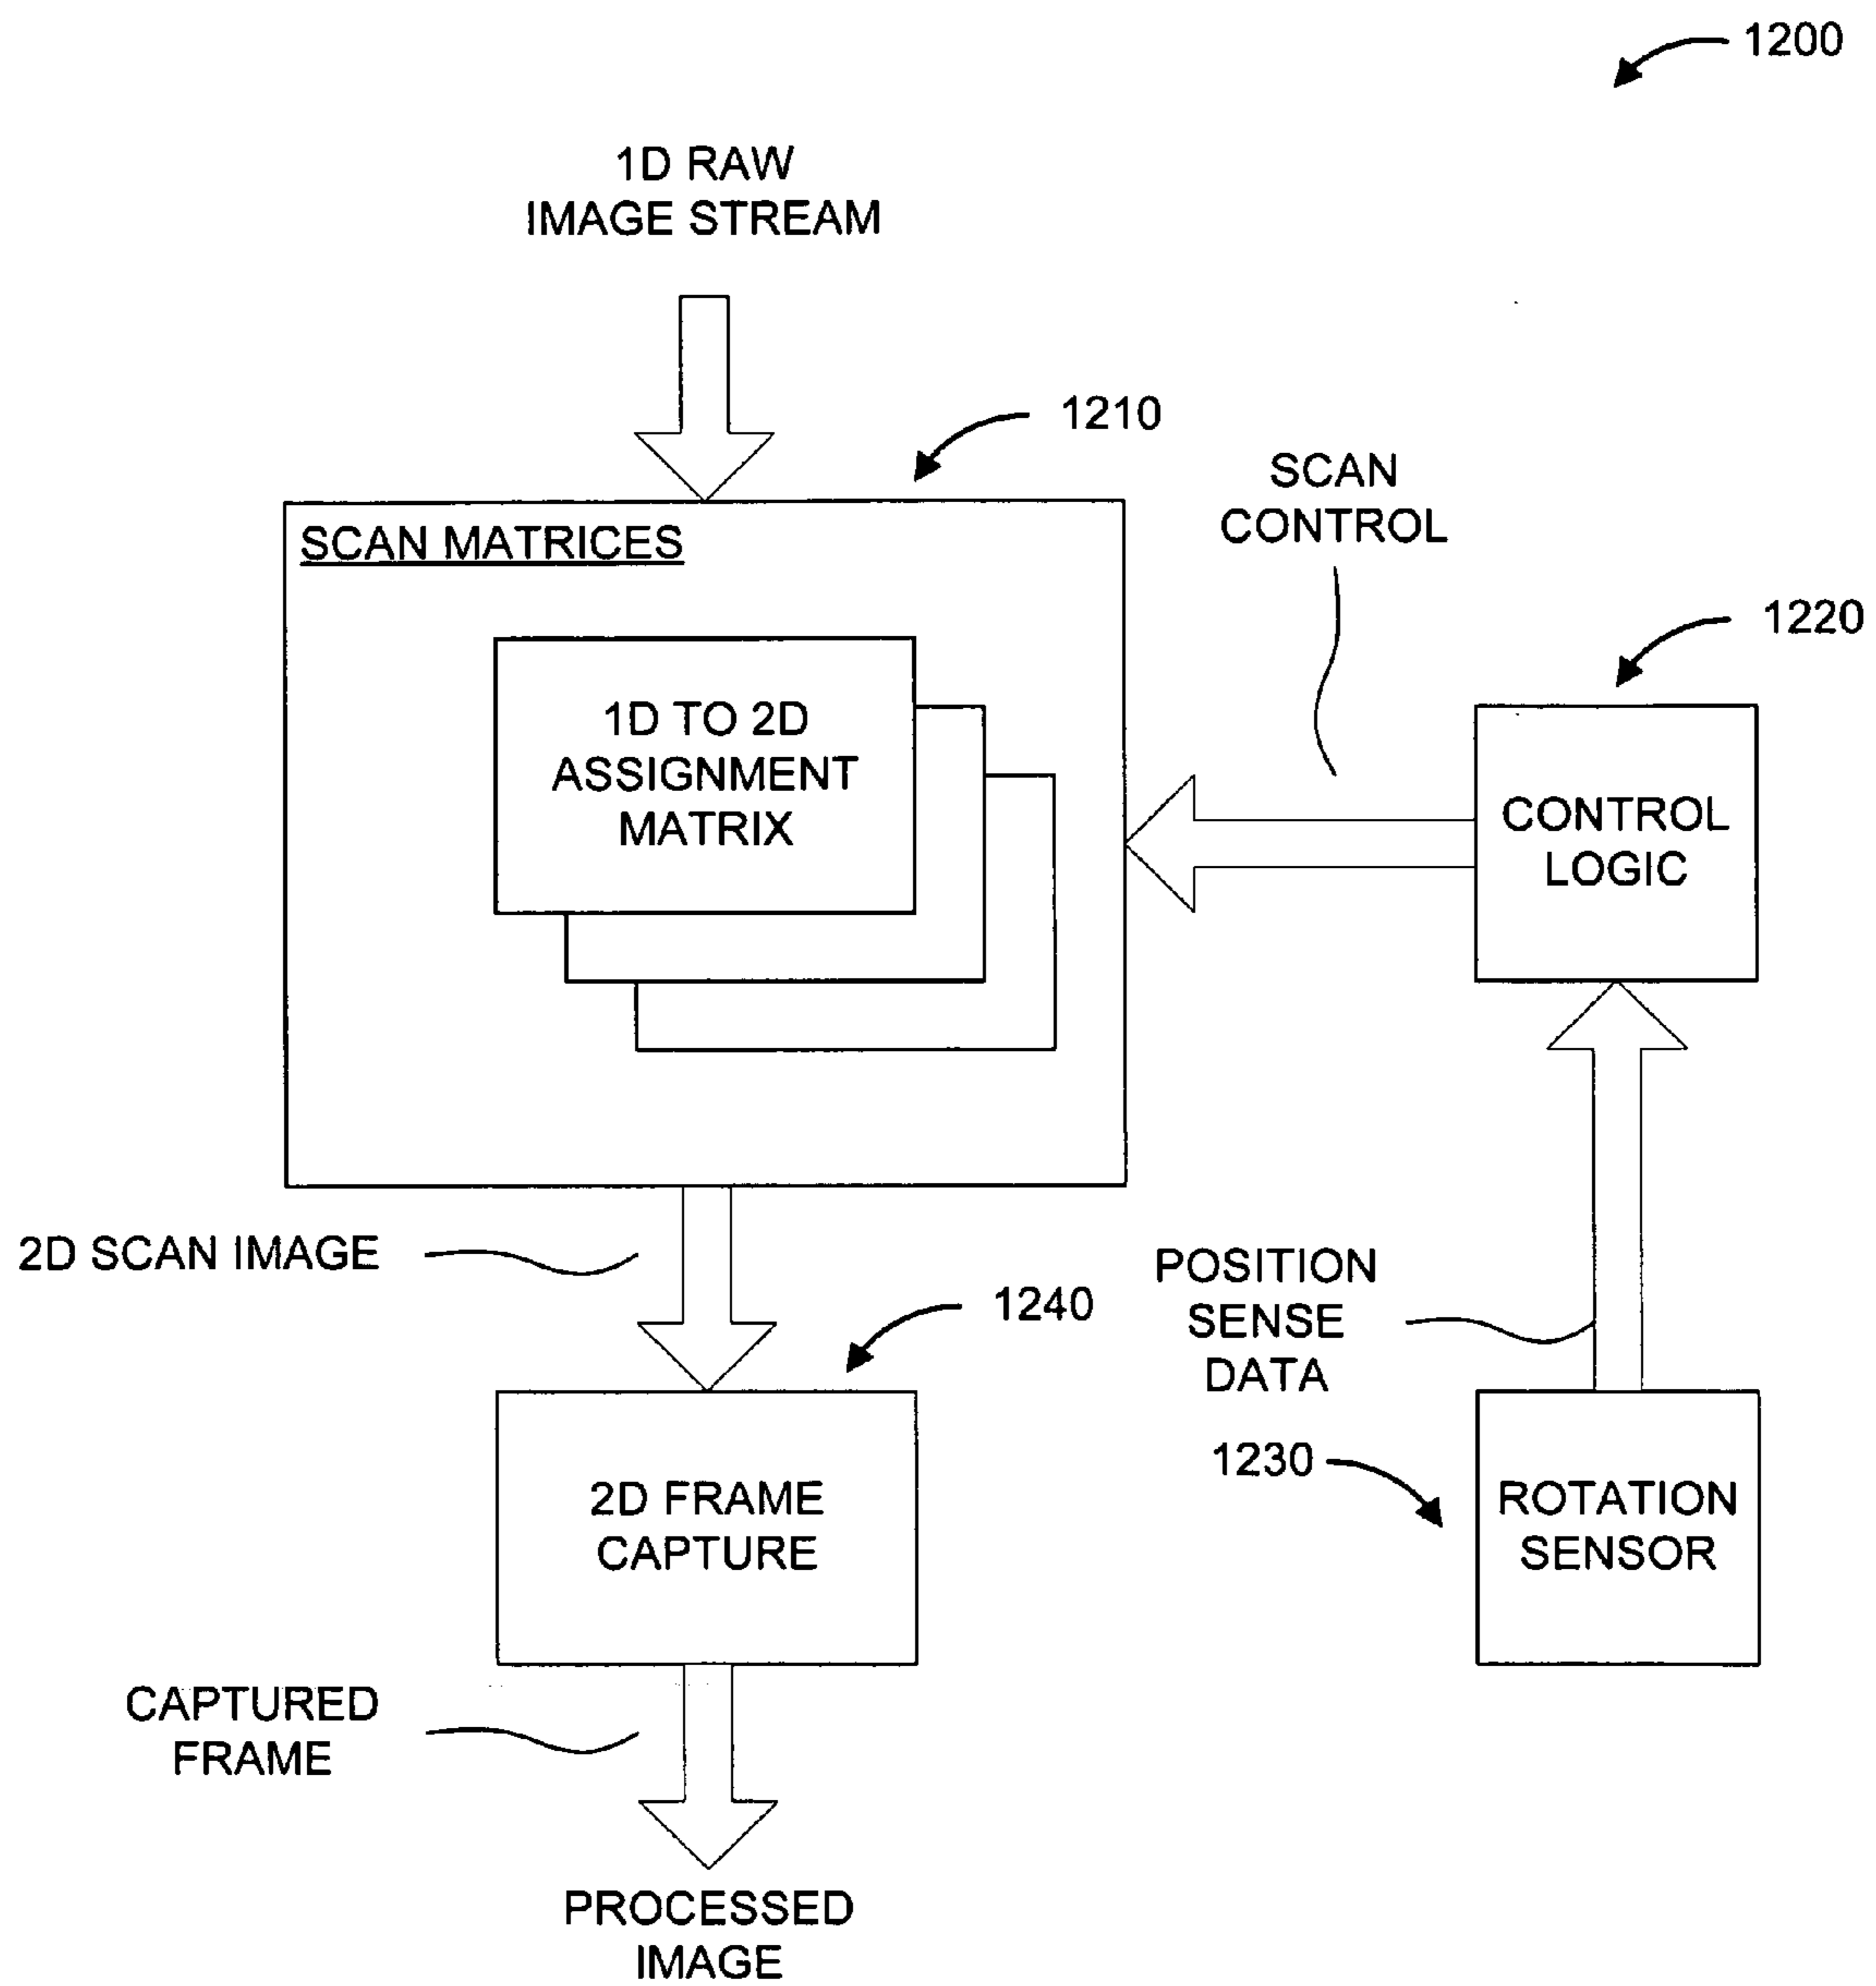 1200
1D RAW
IMAGE STREAM
1210
SCAN
CONTROL
SCAN MATRICES
1220
1D TO 2D
ASSIGNMENT
MATRIX
CONTROL
LOGIC
2D SCAN IMAGE
POSITION
SENSE
DATA
1240
1230
2D FRAME
CAPTURE
ROTATION
SENSOR
CAPTURED
FRAME
PROCESSED
IMAGE